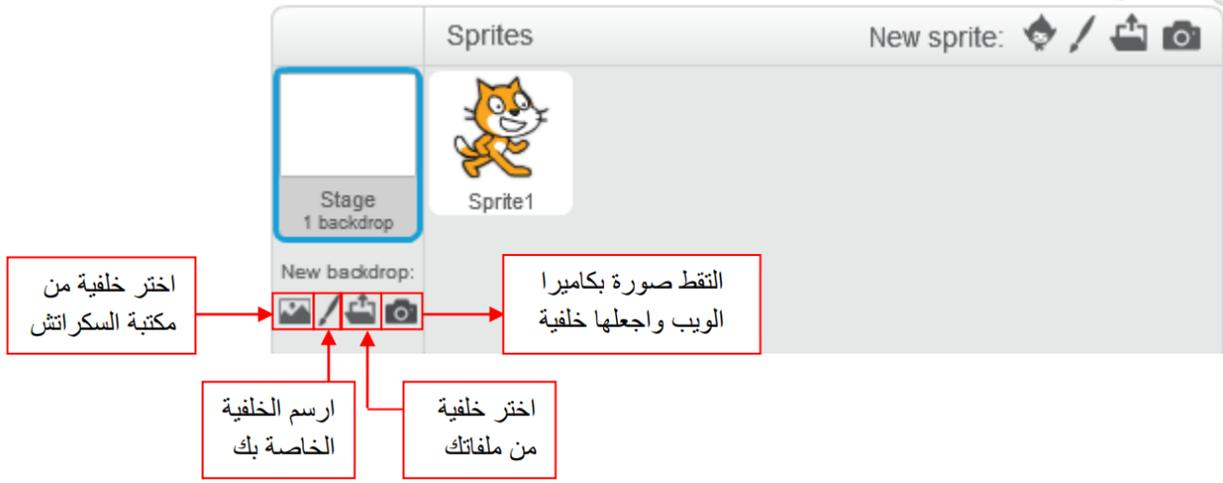 Sprites
New sprite:
Stage
1 backdrop
Sprite1
New backdrop:
اختر خلفية من
مكتبة السكراتش
التقط صورة بكاميرا
الويب واجعلها خلفية
ارسم الخلفية
الخاصة بك
اختر خلفية
من ملفاتك